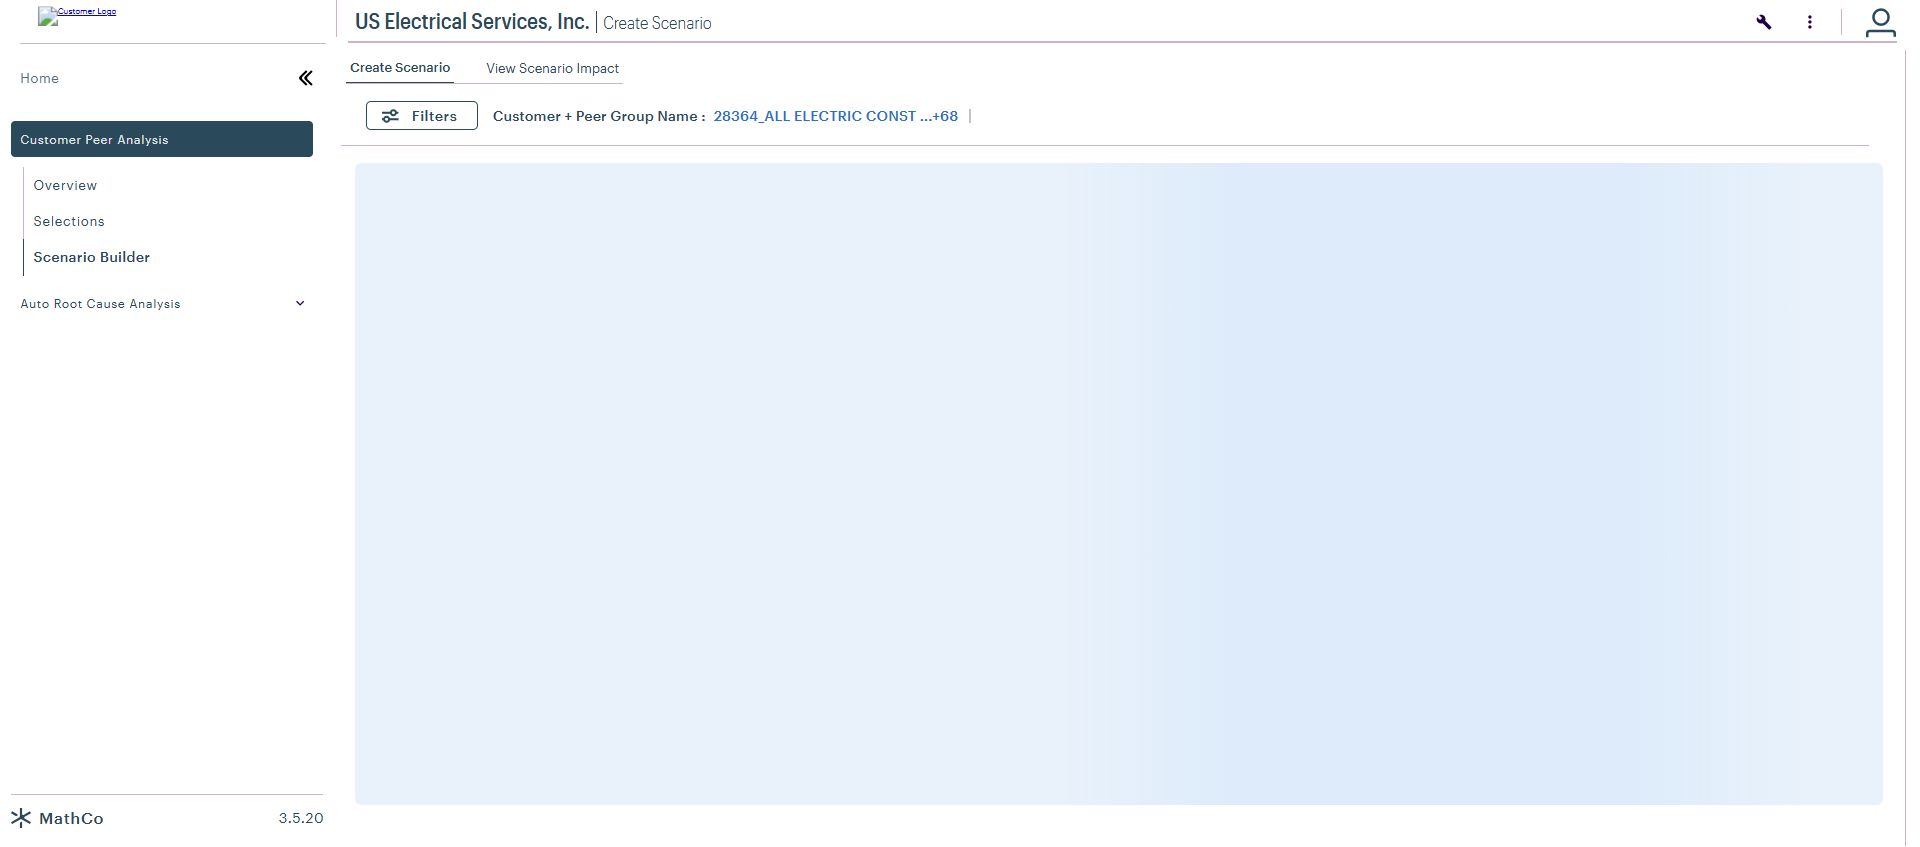 Customer Logo
US Electrical Services, Inc. | Create Scenario
Home
Create Scenario
View Scenario Impact
Filters
Customer + Peer Group Name : 28364_ALL ELECTRIC CONST ...+68 |
Customer Peer Analysis
Overview
Selections
Scenario Builder
Auto Root Cause Analysis
MathCo
3.5.20